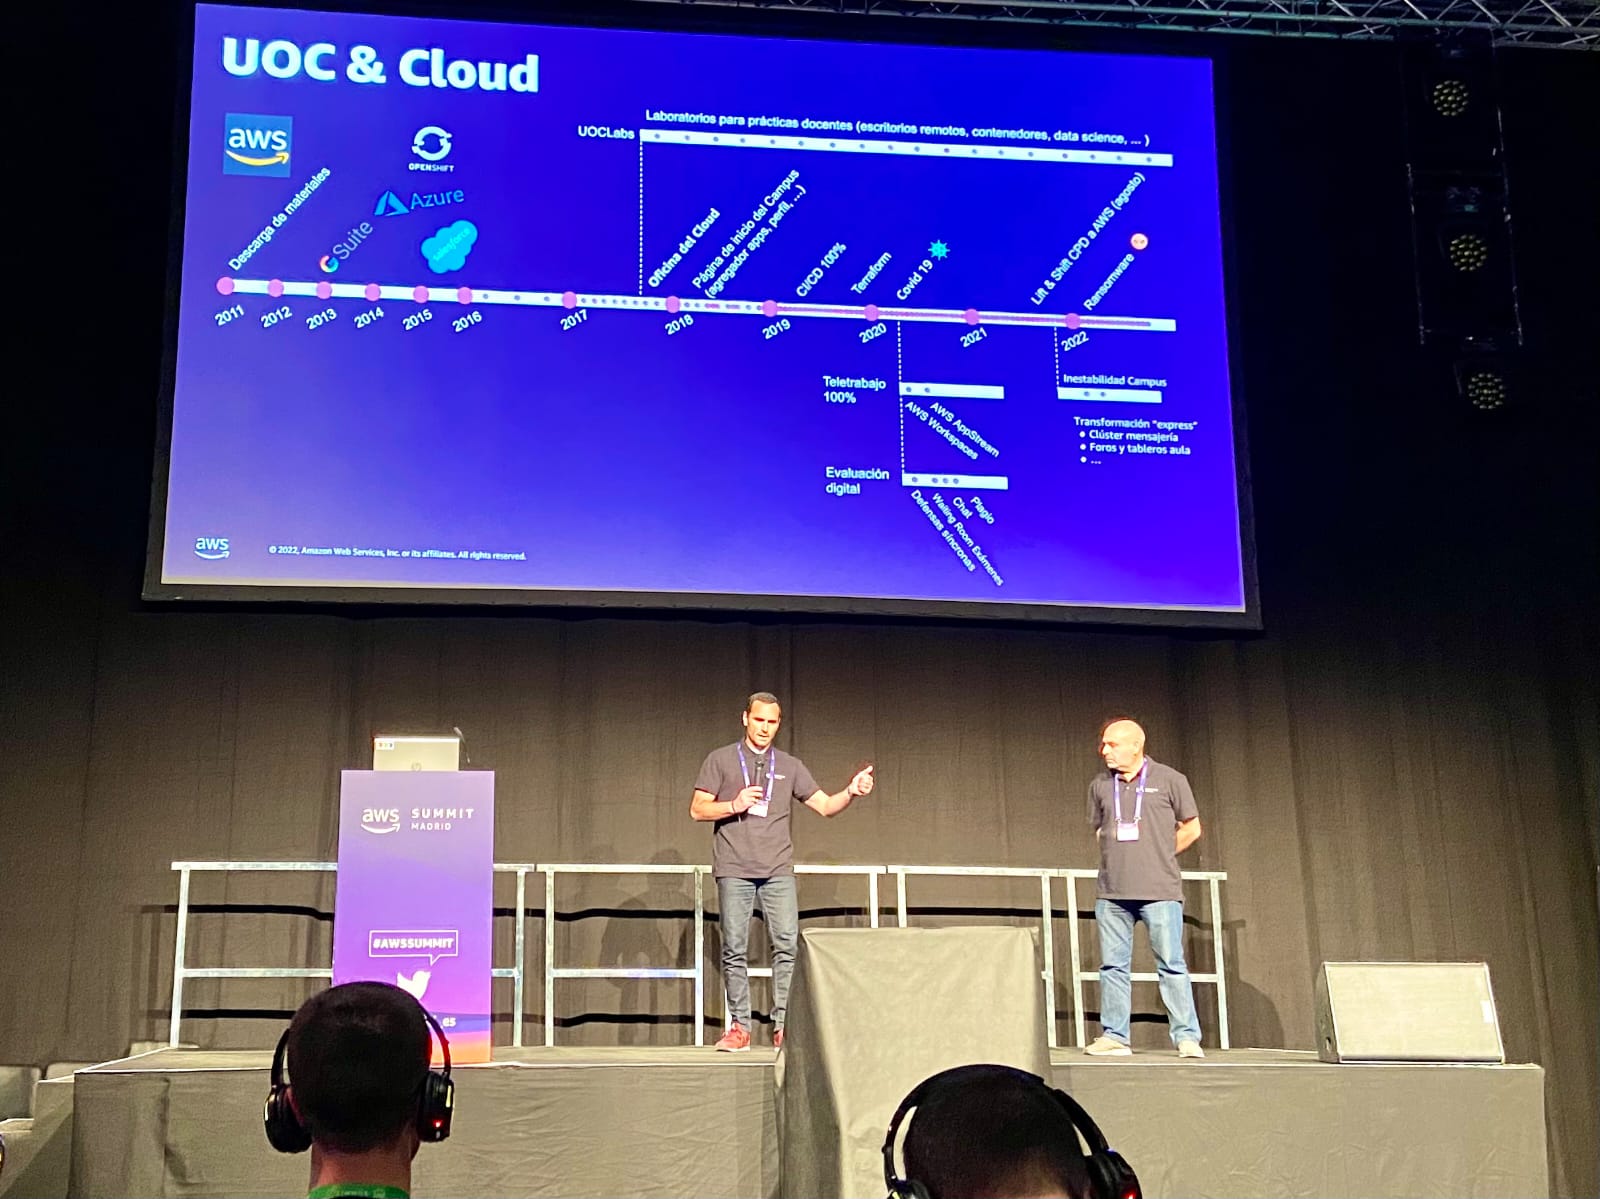 UOC & Cloud
aws
OPENSHIFT
Azure
G Suite
salesforce
Descarga de materiales
UOCLabs
Laboratorios para prácticas docentes (escritorios remotos, contenedores, data science, ... )
Oficina del Cloud
Página de inicio del Campus
(agregador apps, perfil, ...)
CI/CD 100%
Terraform
Covid 19
Lift & Shift CPD a AWS (agosto)
Ransomware
2011
2012
2013
2014
2015
2016
2017
2018
2019
2020
2021
2022
Teletrabajo
100%
AWS AppStream
AWS Workspaces
Evaluación
digital
Plagio
Chat
Waiting Room Exámenes
Defensas síncronas
Inestabilidad Campus
Transformación "express"
● Clúster mensajería
● Foros y tableros aula
● ...
aws
© 2022, Amazon Web Services, Inc. or its affiliates. All rights reserved.
aws SUMMIT
MADRID
#AWSSUMMIT
_es